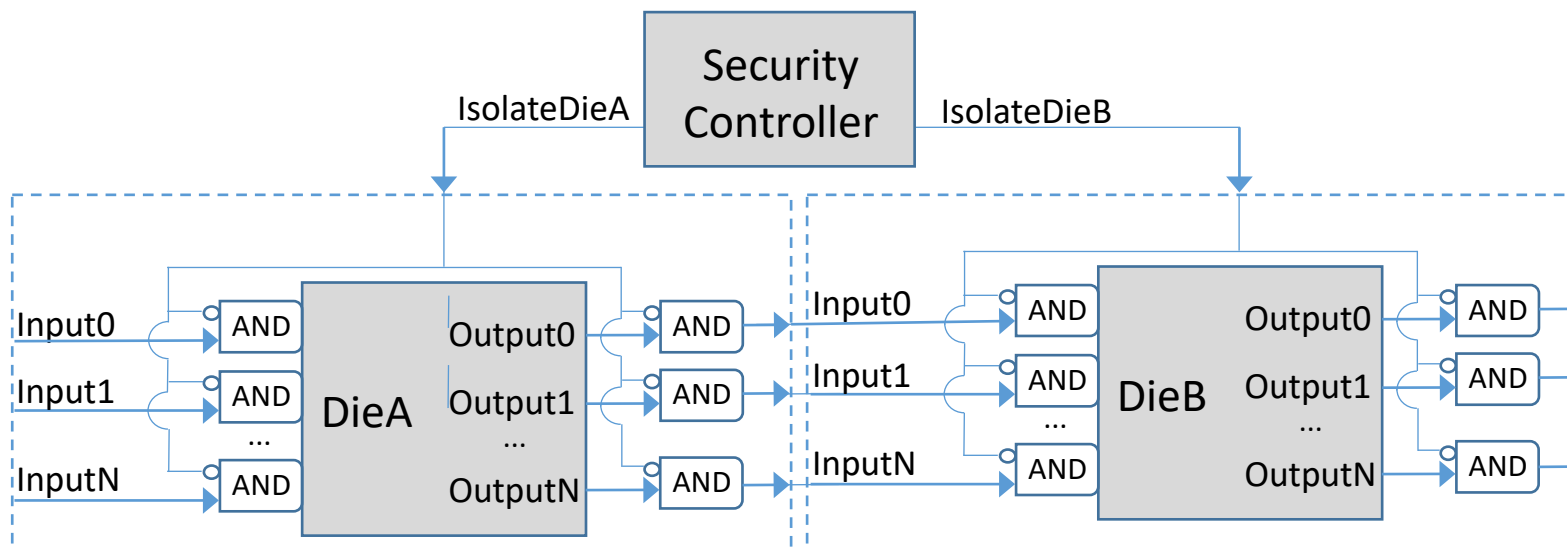 Security
Controller
IsolateDieA
IsolateDieB
Input0
AND
Output0
AND
Input1
AND
DieA
Output1
AND
...
...
InputN
AND
OutputN
AND
Input0
AND
Output0
AND
Input1
AND
DieB
Output1
AND
...
...
InputN
AND
OutputN
AND